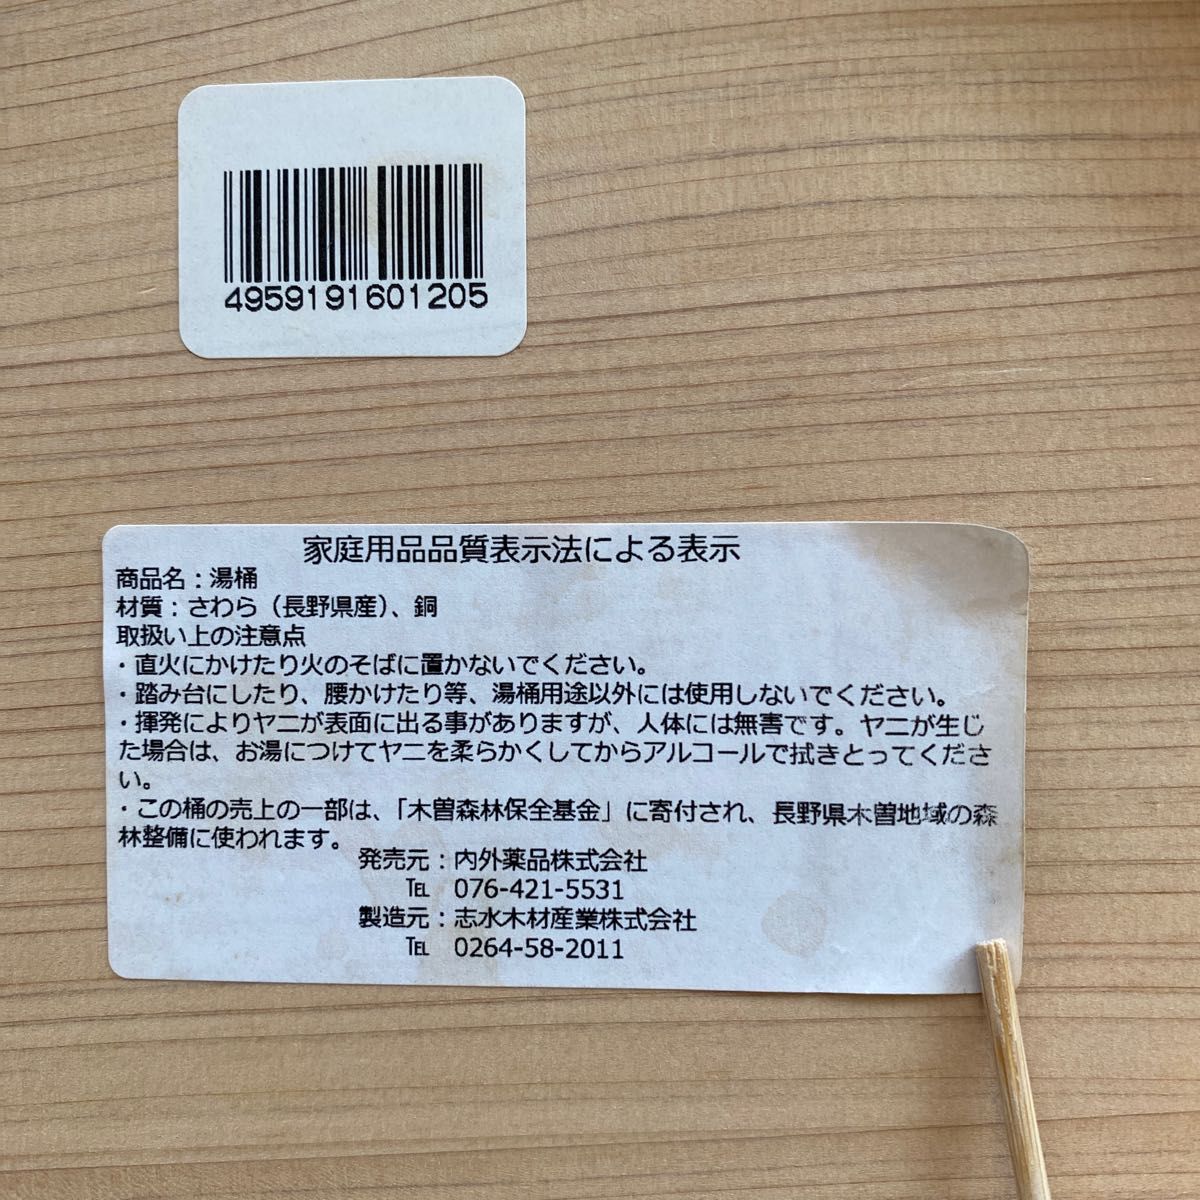 4959191601205
家庭用品品質表示法による表示
商品名：湯桶
材質：さわら（長野県産）、銅
取扱い上の注意点
・直火にかけたり火のそばに置かないでください。
・踏み台にしたり、腰かけたり等、湯桶用途以外には使用しないでください。
・揮発によりヤニが表面に出る事がありますが、人体には無害です。ヤニが生じ
た場合は、お湯につけてヤニを柔らかくしてからアルコールで拭きとってくださ
い。
・この桶の売上の一部は、「木曽森林保全基金」に寄付され、長野県木曽地域の森
林整備に使われます。
発売元：内外薬品株式会社
℡ 076-421-5531
製造元：志水木材産業株式会社
℡ 0264-58-2011